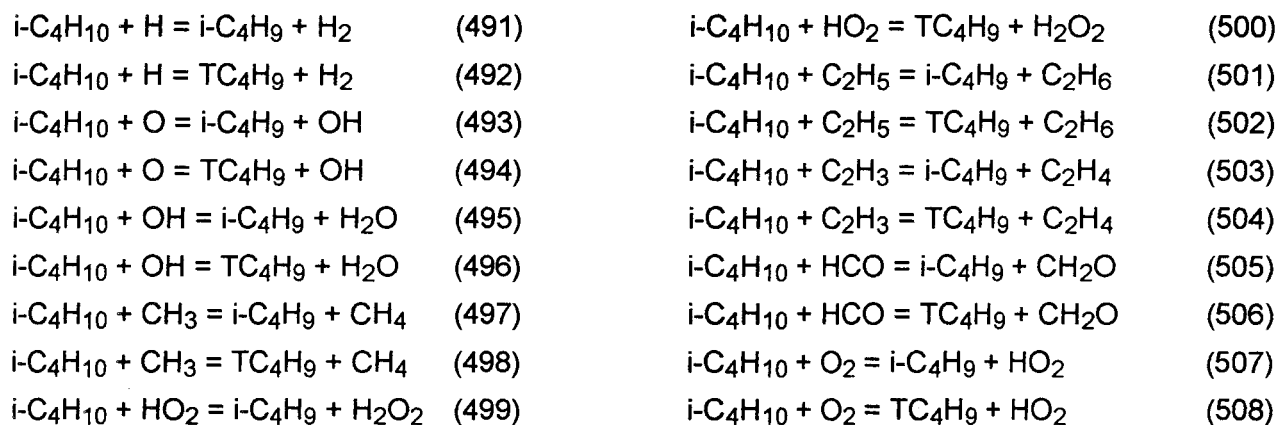 i-C4H10 + H = i-C4H9 + H2 (491)
i-C4H10 + H = TC4H9 + H2 (492)
i-C4H10 + O = i-C4H9 + OH (493)
i-C4H10 + O = TC4H9 + OH (494)
i-C4H10 + OH = i-C4H9 + H2O (495)
i-C4H10 + OH = TC4H9 + H2O (496)
i-C4H10 + CH3 = i-C4H9 + CH4 (497)
i-C4H10 + CH3 = TC4H9 + CH4 (498)
i-C4H10 + HO2 = i-C4H9 + H2O2 (499)
i-C4H10 + HO2 = TC4H9 + H2O2 (500)
i-C4H10 + C2H5 = i-C4H9 + C2H6 (501)
i-C4H10 + C2H5 = TC4H9 + C2H6 (502)
i-C4H10 + C2H3 = i-C4H9 + C2H4 (503)
i-C4H10 + C2H3 = TC4H9 + C2H4 (504)
i-C4H10 + HCO = i-C4H9 + CH2O (505)
i-C4H10 + HCO = TC4H9 + CH2O (506)
i-C4H10 + O2 = i-C4H9 + HO2 (507)
i-C4H10 + O2 = TC4H9 + HO2 (508)